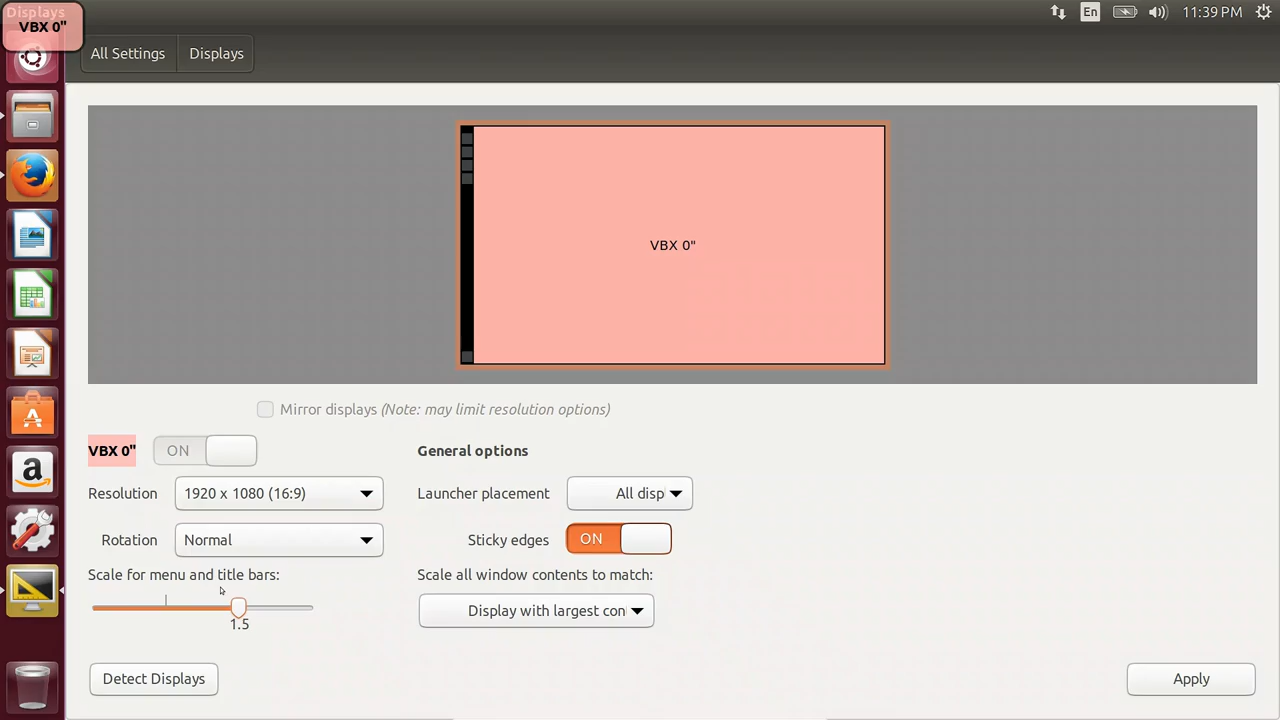 Displays
VBX 0"
En
11:39 PM
All Settings
Displays
VBX 0"
Mirror displays (Note: may limit resolution options)
VBX 0"
ON
General options
Resolution
1920 x 1080 (16:9)
Launcher placement
All disp
Rotation
Normal
Sticky edges
ON
Scale for menu and title bars:
Scale all window contents to match:
1.5
Display with largest con
Detect Displays
Apply